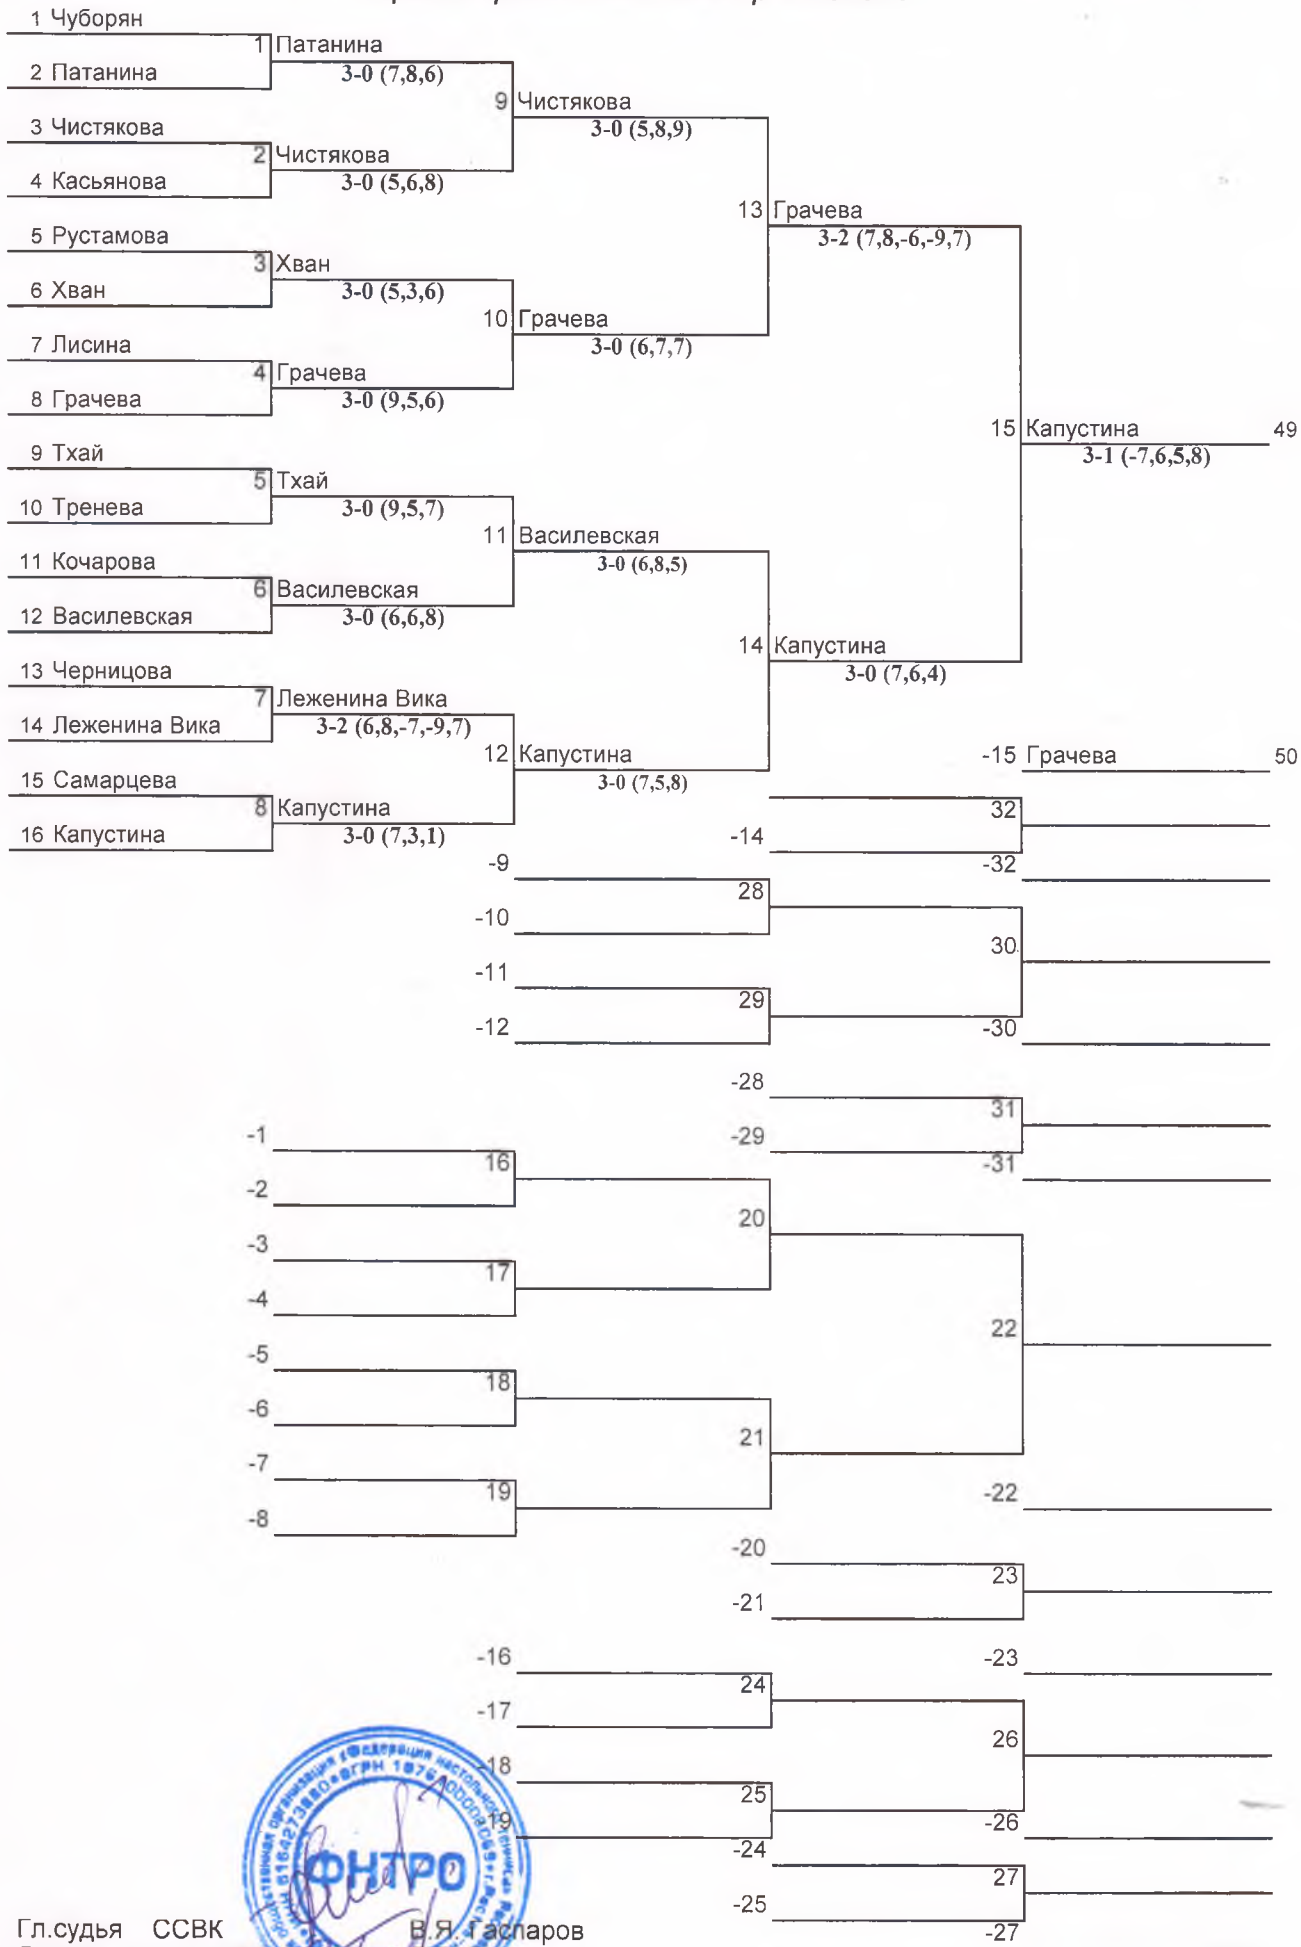 1 Чуборян
1 Патанина
2 Патанина
3-0 (7,8,6)
9 Чистякова
3 Чистякова
3-0 (5,8,9)
2 Чистякова
4 Касьянова
3-0 (5,6,8)
13 Грачева
5 Рустамова
3-2 (7,8,-6,-9,7)
3 Хван
6 Хван
3-0 (5,3,6)
10 Грачева
7 Лисина
3-0 (6,7,7)
4 Грачева
8 Грачева
3-0 (9,5,6)
15 Капустина 49
9 Тхай
3-1 (-7,6,5,8)
5 Тхай
10 Тренева
3-0 (9,5,7)
11 Василевская
11 Кочарова
3-0 (6,8,5)
6 Василевская
12 Василевская
3-0 (6,6,8)
14 Капустина
13 Черницова
3-0 (7,6,4)
7 Леженина Вика
14 Леженина Вика
3-2 (6,8,-7,-9,7)
12 Капустина
-15 Грачева 50
15 Самарцева
3-0 (7,5,8)
8 Капустина
32
16 Капустина
3-0 (7,3,1)
-14
-9
-32
28
-10
30
-11
29
-12
-30
-28
31
-1
-29
16
-31
-2
20
-3
17
-4
22
-5
18
-6
21
-7
19
-22
-8
-20
23
-21
-16
-23
24
-17
26
-18
25
-19
-26
-24
ФНТРО
27
-25
Гл.судья ССВК В.Я. Гаспаров
-27